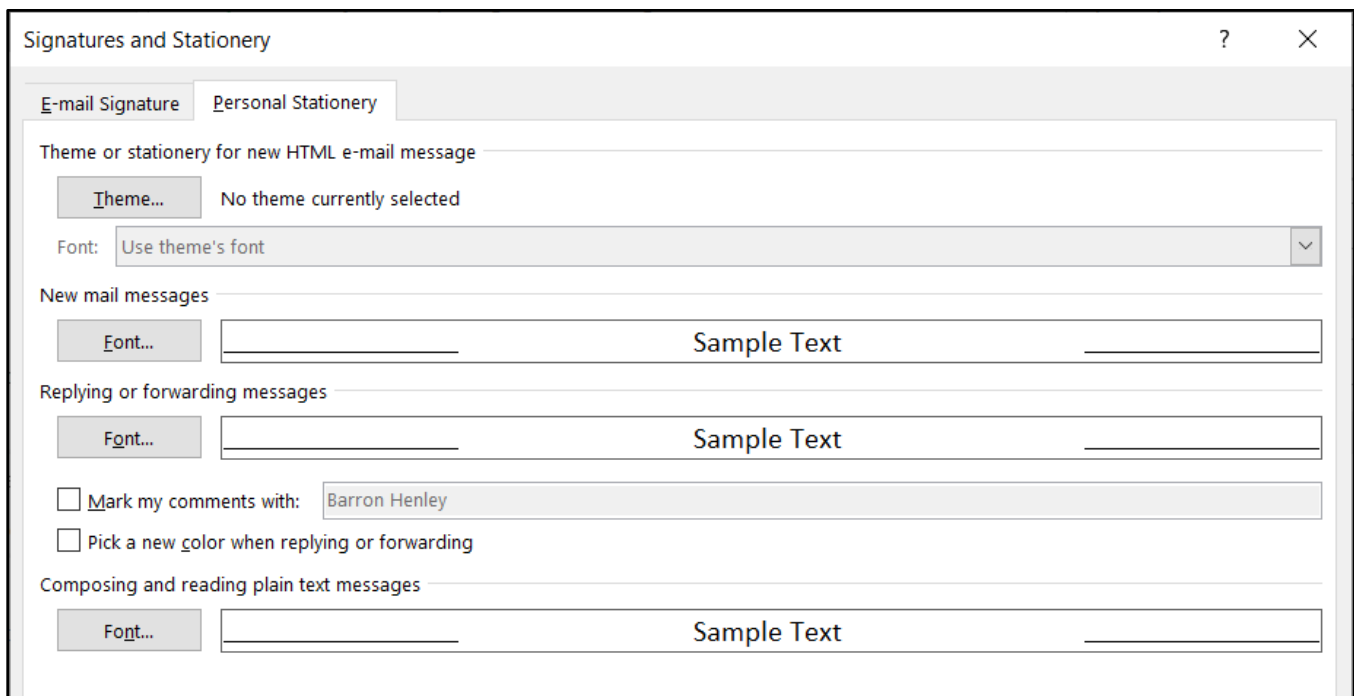 Signatures and Stationery ?
E-mail Signature Personal Stationery
Theme or stationery for new HTML e-mail message
Theme... No theme currently selected
Font: Use theme's font
New mail messages
Font... Sample Text
Replying or forwarding messages
Font... Sample Text
Mark my comments with: Barron Henley
Pick a new color when replying or forwarding
Composing and reading plain text messages
Font... Sample Text